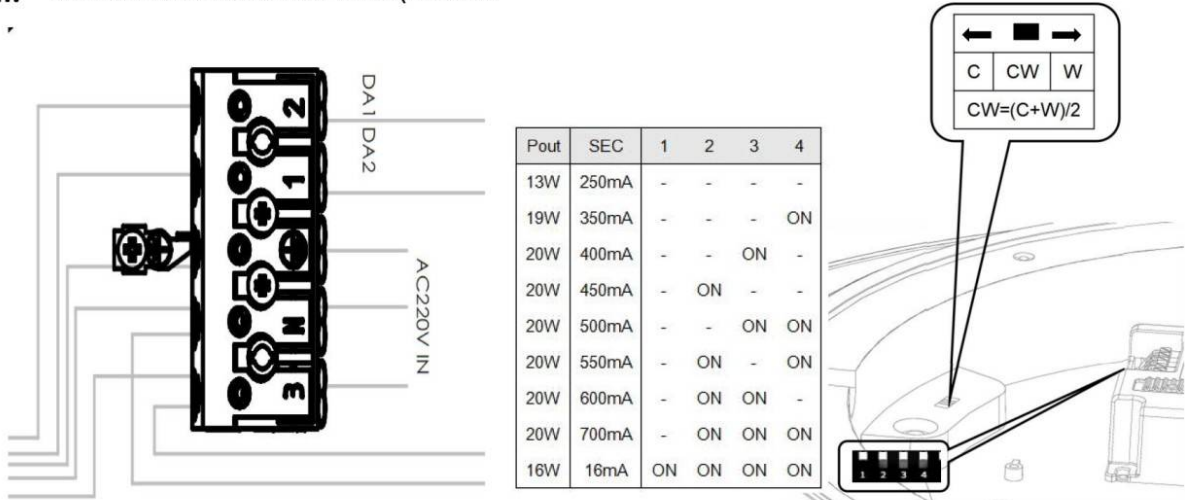 DA1 DA2
2
1
N
3
AC220V IN
Pout SEC 1 2 3 4
13W 250mA - - - -
19W 350mA - - - ON
20W 400mA - - ON -
20W 450mA - ON - -
20W 500mA - - ON ON
20W 550mA - ON - ON
20W 600mA - ON ON -
20W 700mA - ON ON ON
16W 16mA ON ON ON ON
C CW W
CW=(C+W)/2
1 2 3 4